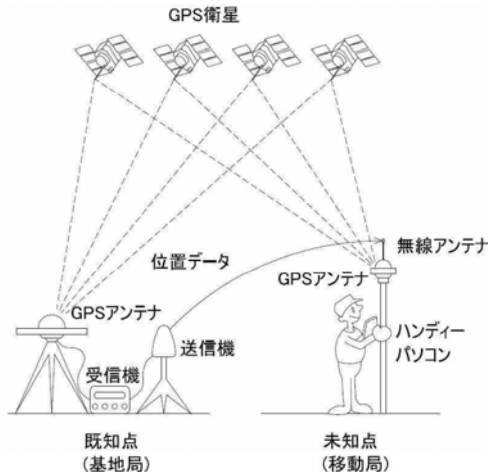 GPS衛星
無線アンテナ
位置データ
GPSアンテナ
GPSアンテナ
送信機
ハンディー
パソコン
受信機
既知点
(基地局)
未知点
(移動局)